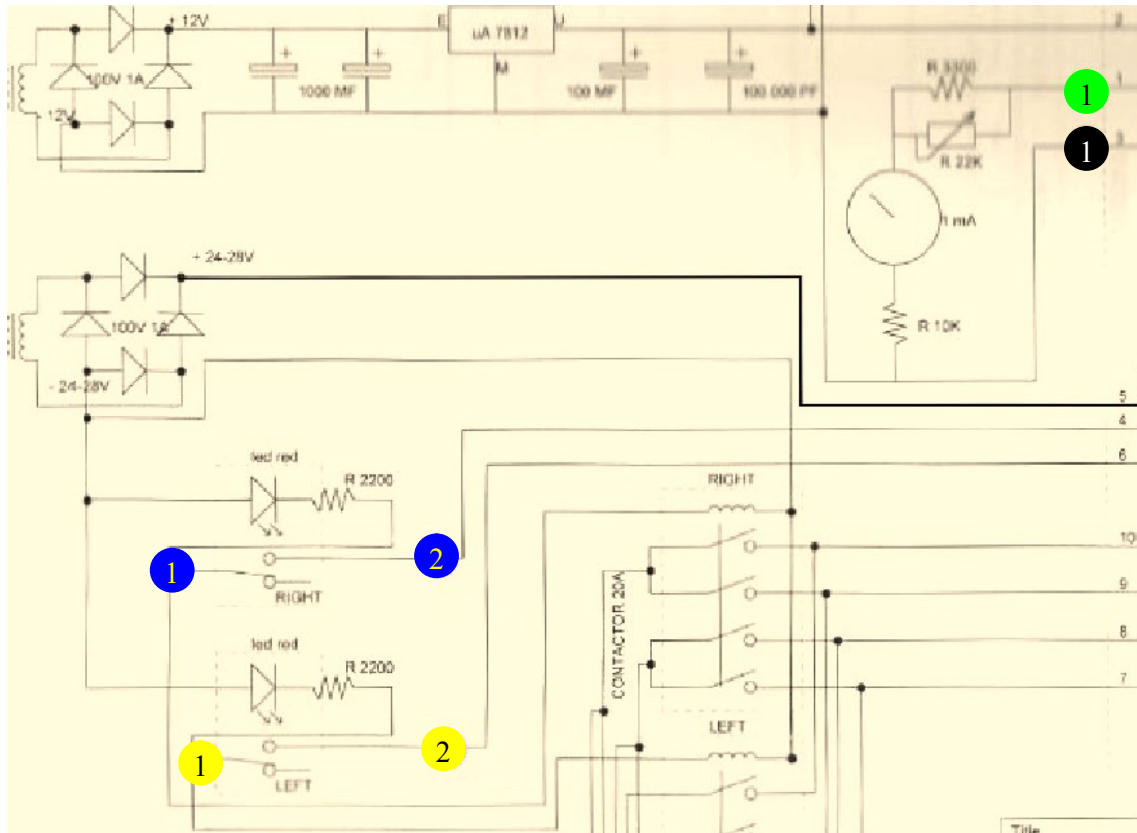 + 12V
E
uA 7812
U
2
100V 1A
1000 MF
M
100 MF
100.000 PF
R 3300
1
1
- 12V
R 22K
1
3
1 mA
+ 24-28V
100V 1A
R 10K
- 24-28V
5
4
led red
R 2200
6
RIGHT
2
1
10
RIGHT
CONTACTOR 20A
9
led red
8
R 2200
7
LEFT
2
1
LEFT
Title